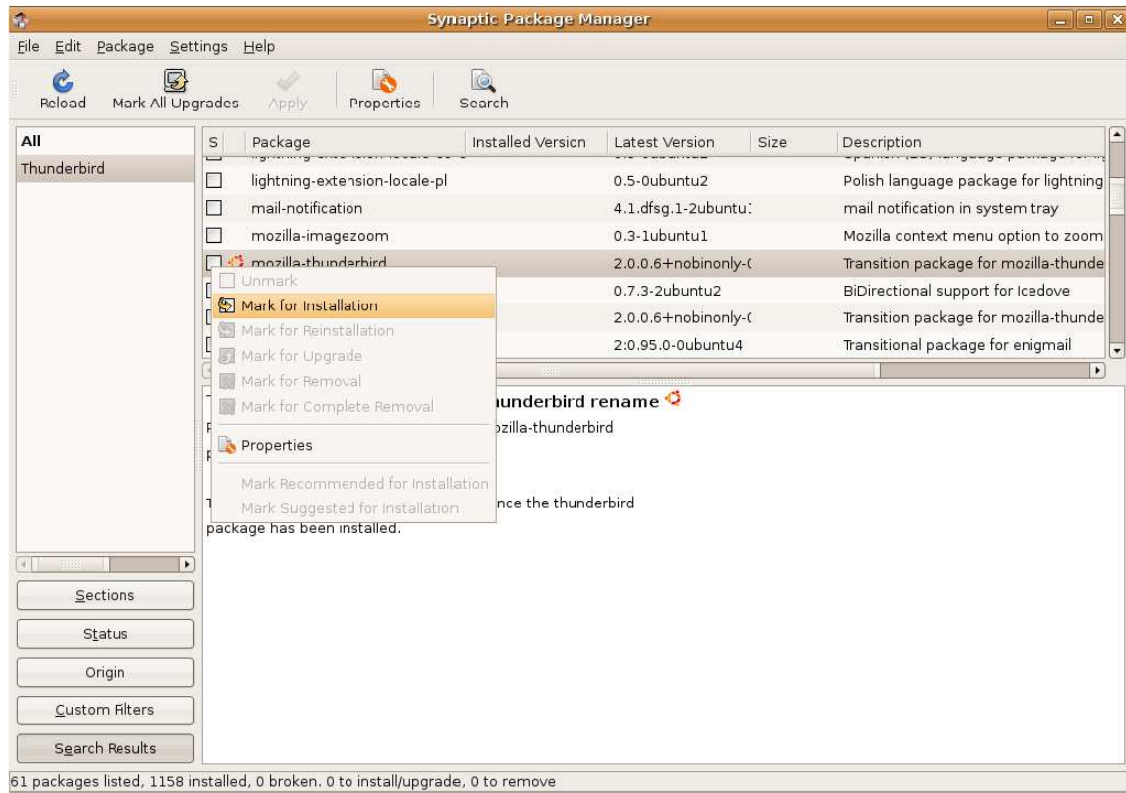 Synaptic Package Manager
File Edit Package Settings Help
Reload Mark All Upgrades Apply Properties Search
All
Thunderbird
S Package Installed Version Latest Version Size Description
lightning-extension-locale-pl 0.5-0ubuntu2 Polish language package for lightning
mail-notification 4.1.dfsg.1-2ubuntu mail notification in system tray
mozilla-imagezoom 0.3-1ubuntu1 Mozilla context menu option to zoom
mozilla-thunderbird 2.0.0.6+nobinonly-( Transition package for mozilla-thunde
0.7.3-2ubuntu2 BiDirectional support for Icedove
2.0.0.6+nobinonly-( Transition package for mozilla-thunde
2:0.95.0-0ubuntu4 Transitional package for enigmail
Unmark
Mark for Installation
Mark for Reinstallation
Mark for Upgrade
Mark for Removal
Mark for Complete Removal
Properties
Mark Recommended for Installation
Mark Suggested for Installation
underbird rename
ozilla-thunderbird
nce the thunderbird
package has been installed.
Sections
Status
Origin
Custom Filters
Search Results
61 packages listed, 1158 installed, 0 broken. 0 to install/upgrade, 0 to remove